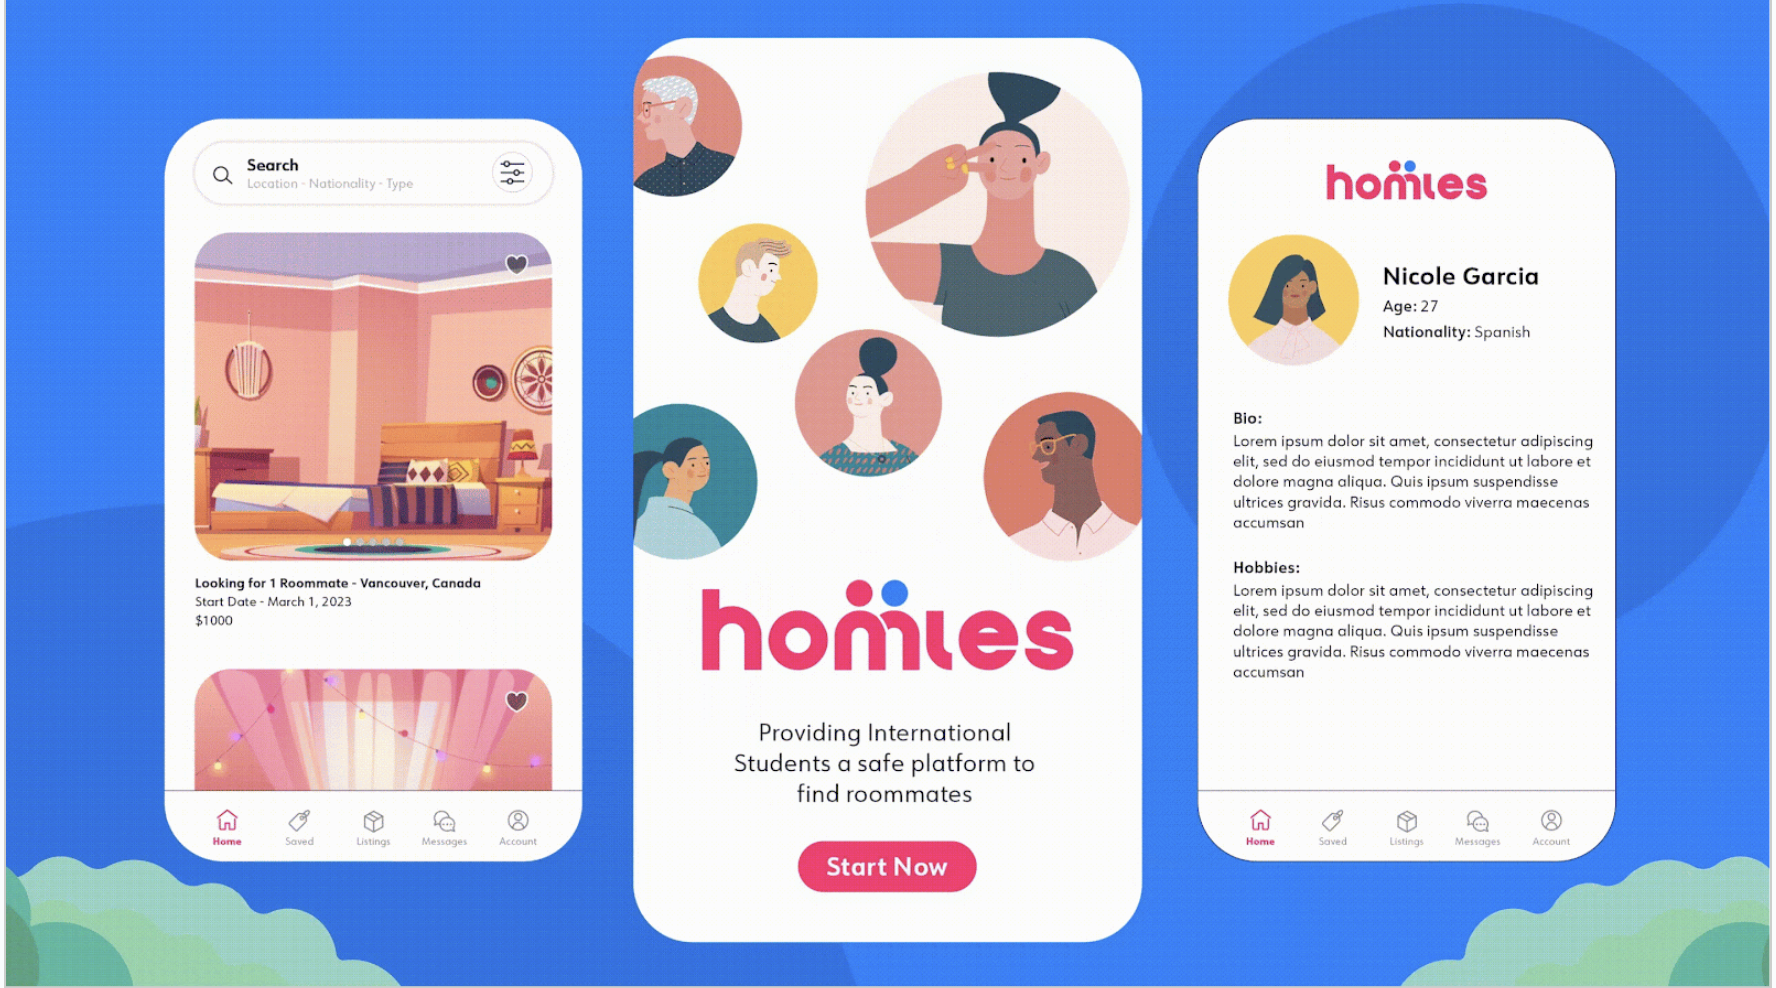 Search
Location - Nationality - Type
Looking for 1 Roommate - Vancouver, Canada
Start Date - March 1, 2023
$1000
Home
Saved
Listings
Messages
Account
homies
Providing International
Students a safe platform to
find roommates
Start Now
homies
Nicole Garcia
Age: 27
Nationality: Spanish
Bio:
Lorem ipsum dolor sit amet, consectetur adipiscing
elit, sed do eiusmod tempor incididunt ut labore et
dolore magna aliqua. Quis ipsum suspendisse
ultrices gravida. Risus commodo viverra maecenas
accumsan
Hobbies:
Lorem ipsum dolor sit amet, consectetur adipiscing
elit, sed do eiusmod tempor incididunt ut labore et
dolore magna aliqua. Quis ipsum suspendisse
ultrices gravida. Risus commodo viverra maecenas
accumsan
Home
Saved
Listings
Messages
Account